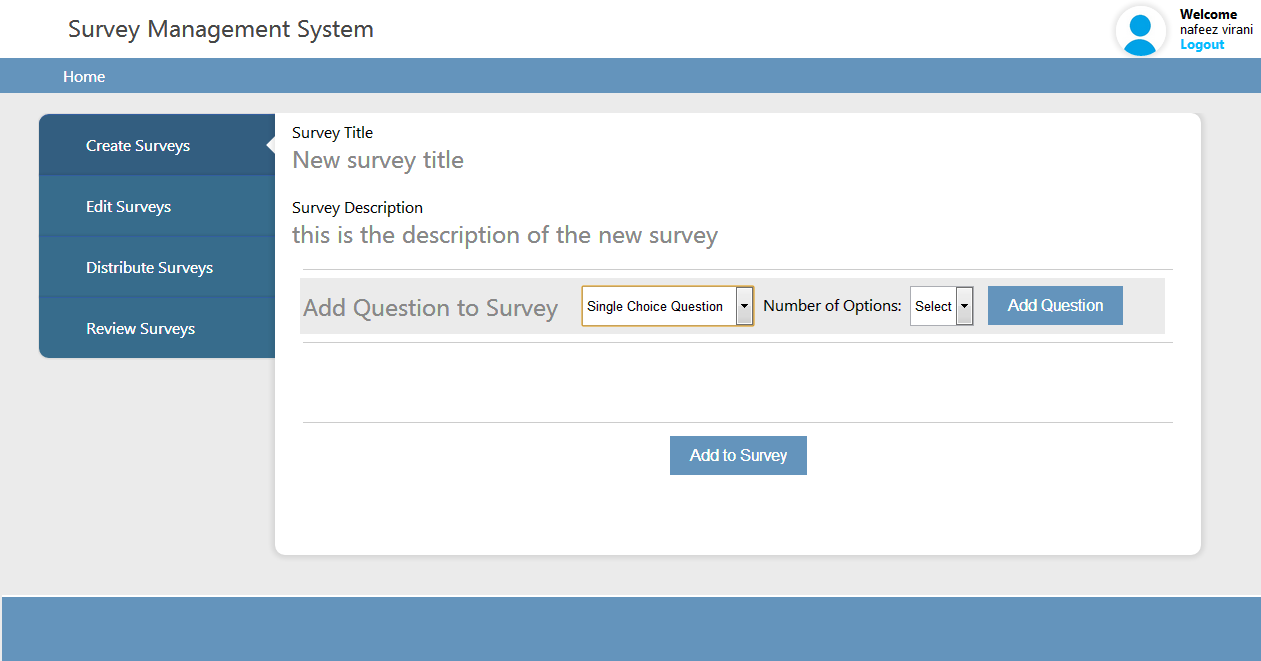 Survey Management System
Welcome
nafeez virani
Logout
Home
Create Surveys
Edit Surveys
Distribute Surveys
Review Surveys
Survey Title
New survey title
Survey Description
this is the description of the new survey
Add Question to Survey Single Choice Question Number of Options: Select Add Question
Add to Survey